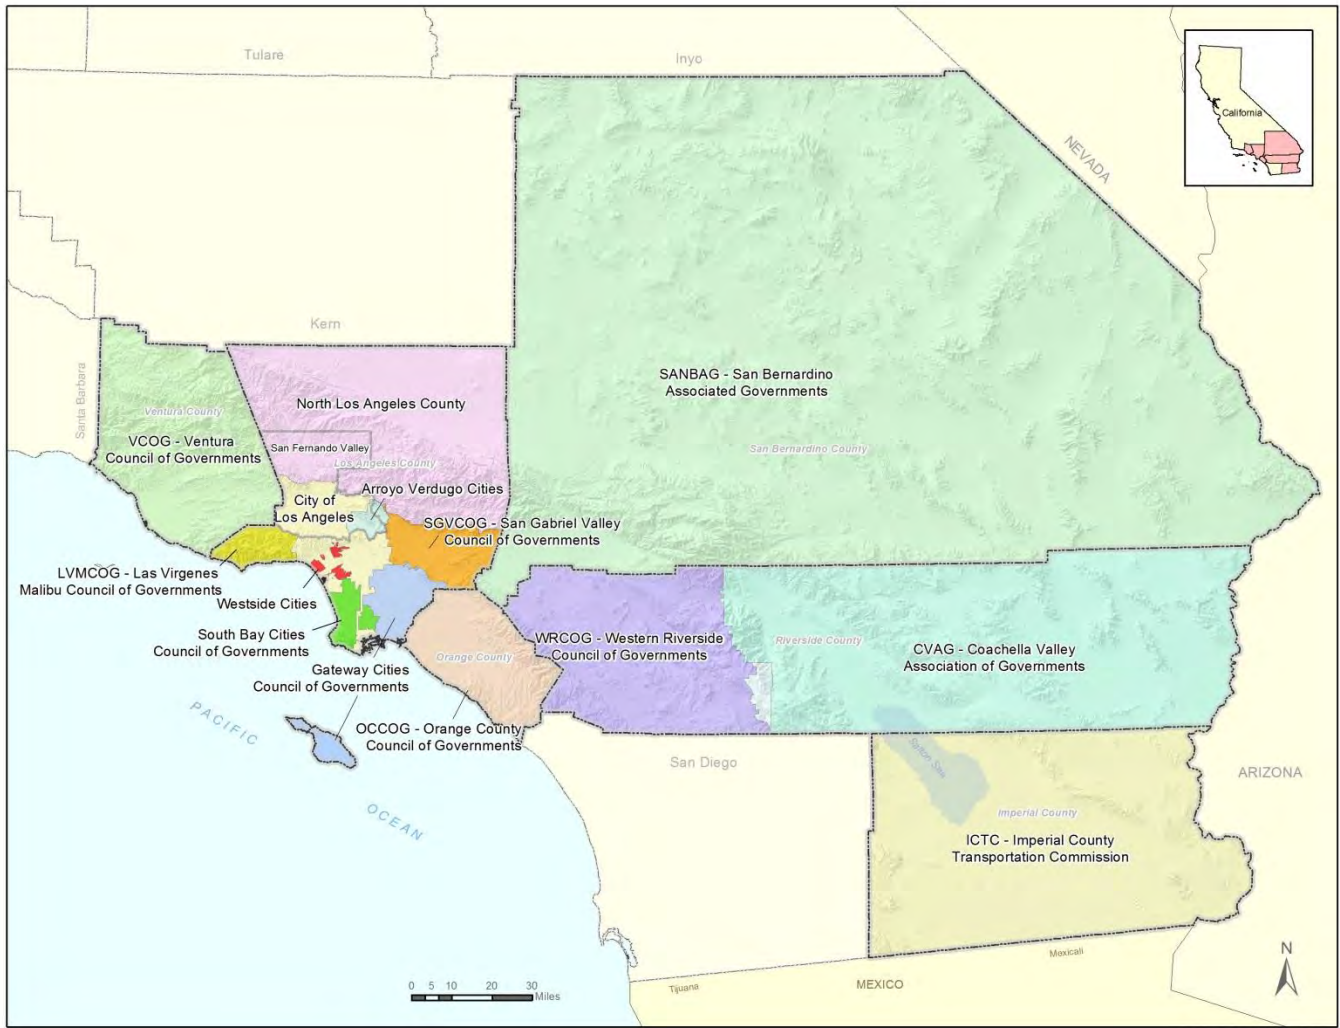 Tulare
Inyo
California
NEVADA
Kern
Santa Barbara
SANBAG - San Bernardino
Associated Governments
North Los Angeles County
Ventura County
VCOG - Ventura
Council of Governments
San Fernando Valley
Los Angeles County
San Bernardino County
Arroyo Verdugo Cities
City of
Los Angeles
SGVCOG - San Gabriel Valley
Council of Governments
LVMCOG - Las Virgenes
Malibu Council of Governments
Westside Cities
South Bay Cities
Council of Governments
WRCOG - Western Riverside
Council of Governments
Riverside County
CVAG - Coachella Valley
Association of Governments
Orange County
Gateway Cities
Council of Governments
OCCOG - Orange County
Council of Governments
PACIFIC
OCEAN
San Diego
Salton Sea
ARIZONA
Imperial County
ICTC - Imperial County
Transportation Commission
Mexicali
MEXICO
Tijuana
N
0 5 10 20 30
Miles